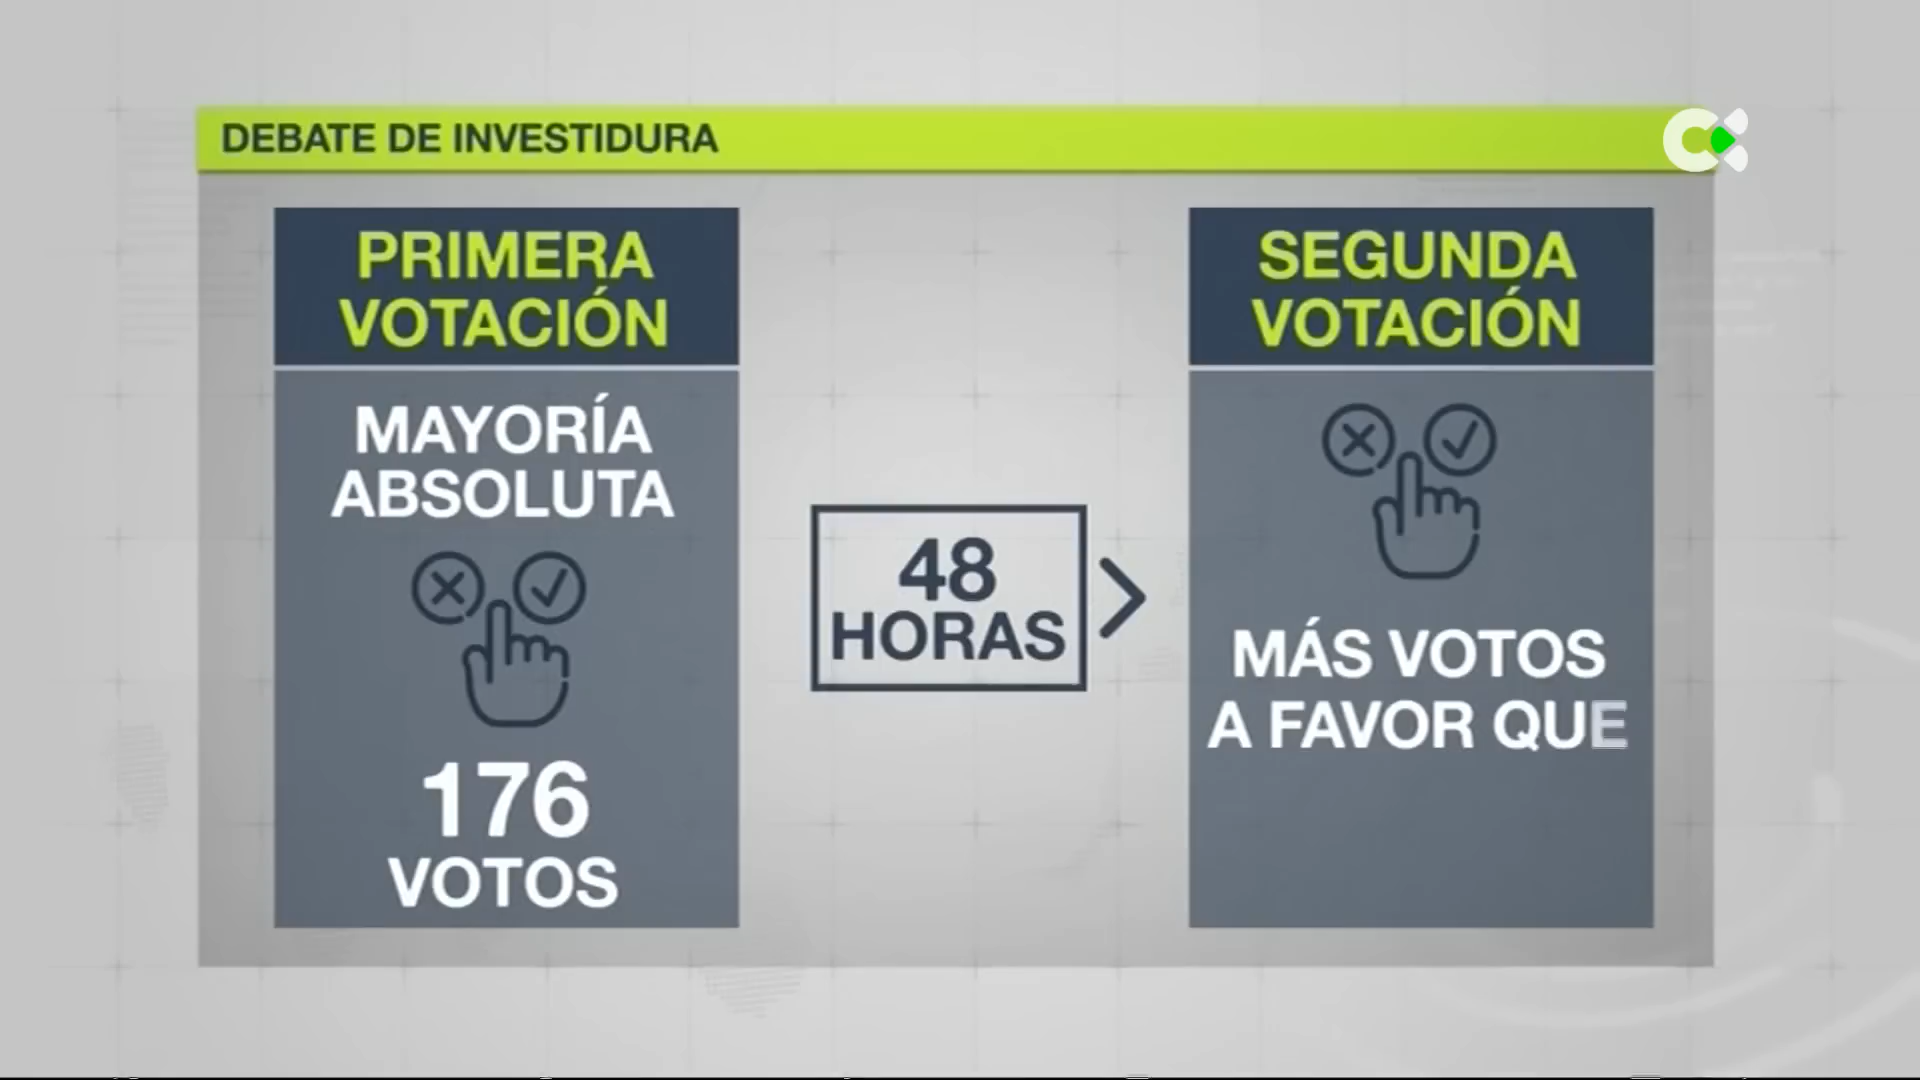 DEBATE DE INVESTIDURA
PRIMERA
VOTACIÓN
MAYORÍA
ABSOLUTA
176
VOTOS
48
HORAS
SEGUNDA
VOTACIÓN
MÁS VOTOS
A FAVOR QUE